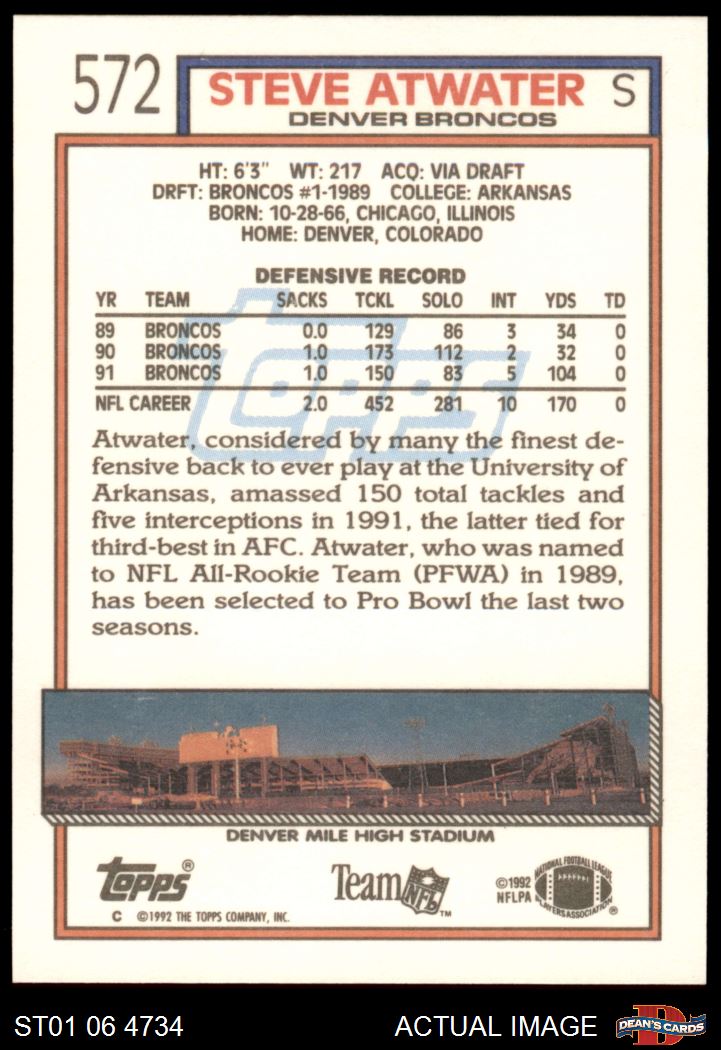 572
STEVE ATWATER S
DENVER BRONCOS
HT: 6'3" WT: 217 ACQ: VIA DRAFT
DRFT: BRONCOS #1-1989 COLLEGE: ARKANSAS
BORN: 10-28-66, CHICAGO, ILLINOIS
HOME: DENVER, COLORADO
DEFENSIVE RECORD
YR TEAM SACKS TCKL SOLO INT YDS TD
89 BRONCOS 0.0 129 86 3 34 0
90 BRONCOS 1.0 173 112 2 32 0
91 BRONCOS 1.0 150 83 5 104 0
NFL CAREER 2.0 452 281 10 170 0
Topps
Atwater, considered by many the finest de-
fensive back to ever play at the University of
Arkansas, amassed 150 total tackles and
five interceptions in 1991, the latter tied for
third-best in AFC. Atwater, who was named
to NFL All-Rookie Team (PFWA) in 1989,
has been selected to Pro Bowl the last two
seasons.
DENVER MILE HIGH STADIUM
Topps®
C ©1992 THE TOPPS COMPANY, INC.
Team NFL™
©1992
NFLPA
NATIONAL FOOTBALL LEAGUE
PLAYERS ASSOCIATION ®
ST01 06 4734 ACTUAL IMAGE
D
DEAN'S CARDS